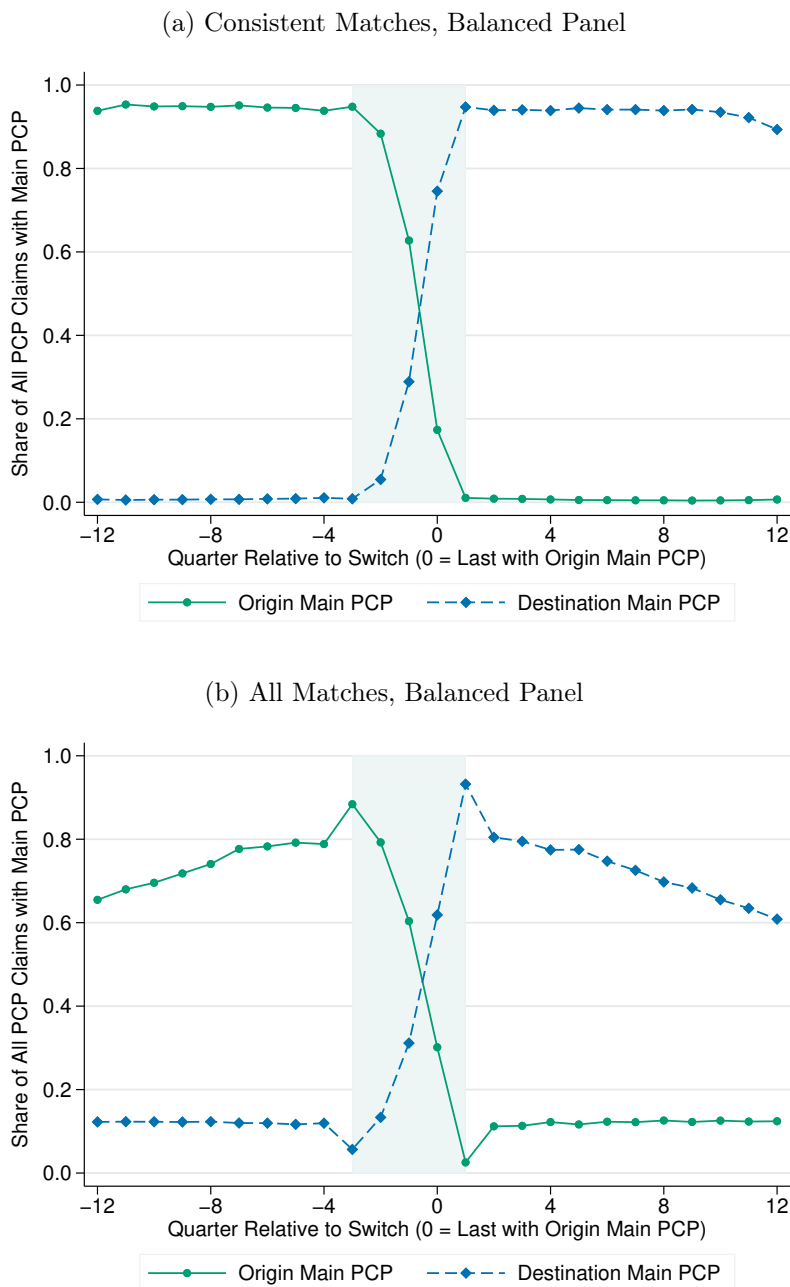 (a) Consistent Matches, Balanced Panel
Share of All PCP Claims with Main PCP
1.0
0.8
0.6
0.4
0.2
0.0
−12 −8 −4 0 4 8 12
Quarter Relative to Switch (0 = Last with Origin Main PCP)
Origin Main PCP Destination Main PCP
(b) All Matches, Balanced Panel
Share of All PCP Claims with Main PCP
1.0
0.8
0.6
0.4
0.2
0.0
−12 −8 −4 0 4 8 12
Quarter Relative to Switch (0 = Last with Origin Main PCP)
Origin Main PCP Destination Main PCP